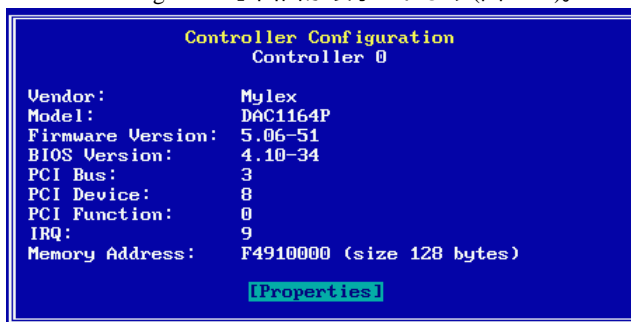 Controller Configuration
Controller 0
Vendor: Mylex
Model: DAC1164P
Firmware Version: 5.06-51
BIOS Version: 4.10-34
PCI Bus: 3
PCI Device: 8
PCI Function: 0
IRQ: 9
Memory Address: F4910000 (size 128 bytes)
[Properties]